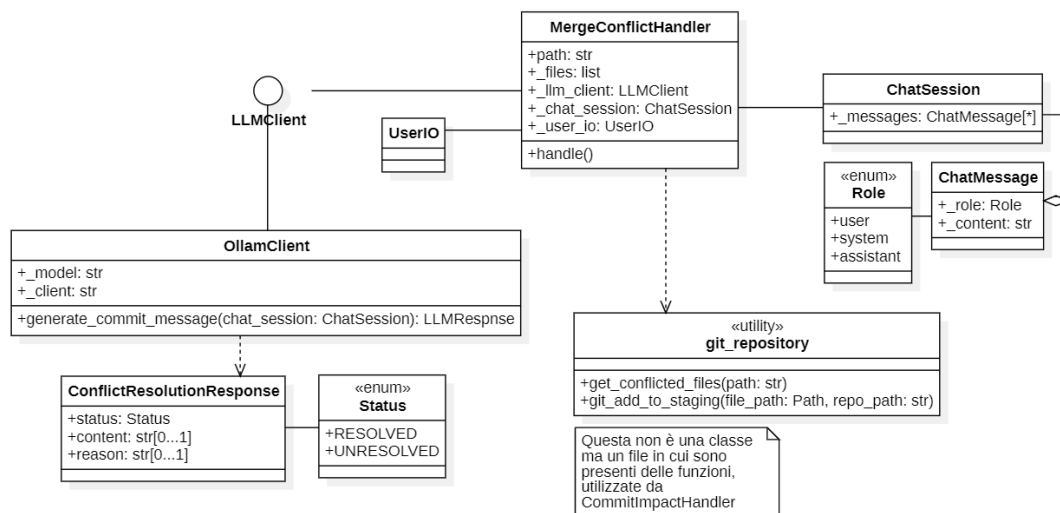 MergeConflictHandler
+path: str
+_files: list
+_llm_client: LLMClient
+_chat_session: ChatSession
+_user_io: UserIO
+handle()
LLMClient
UserIO
ChatSession
+_messages: ChatMessage[*]
«enum»
Role
+user
+system
+assistant
ChatMessage
+_role: Role
+_content: str
OllamClient
+_model: str
+_client: str
+generate_commit_message(chat_session: ChatSession): LLMRespnse
«utility»
git_repository
+get_conflicted_files(path: str)
+git_add_to_staging(file_path: Path, repo_path: str)
ConflictResolutionResponse
+status: Status
+content: str[0...1]
+reason: str[0...1]
«enum»
Status
+RESOLVED
+UNRESOLVED
Questa non è una classe
ma un file in cui sono
presenti delle funzioni,
utilizzate da
CommitImpactHandler